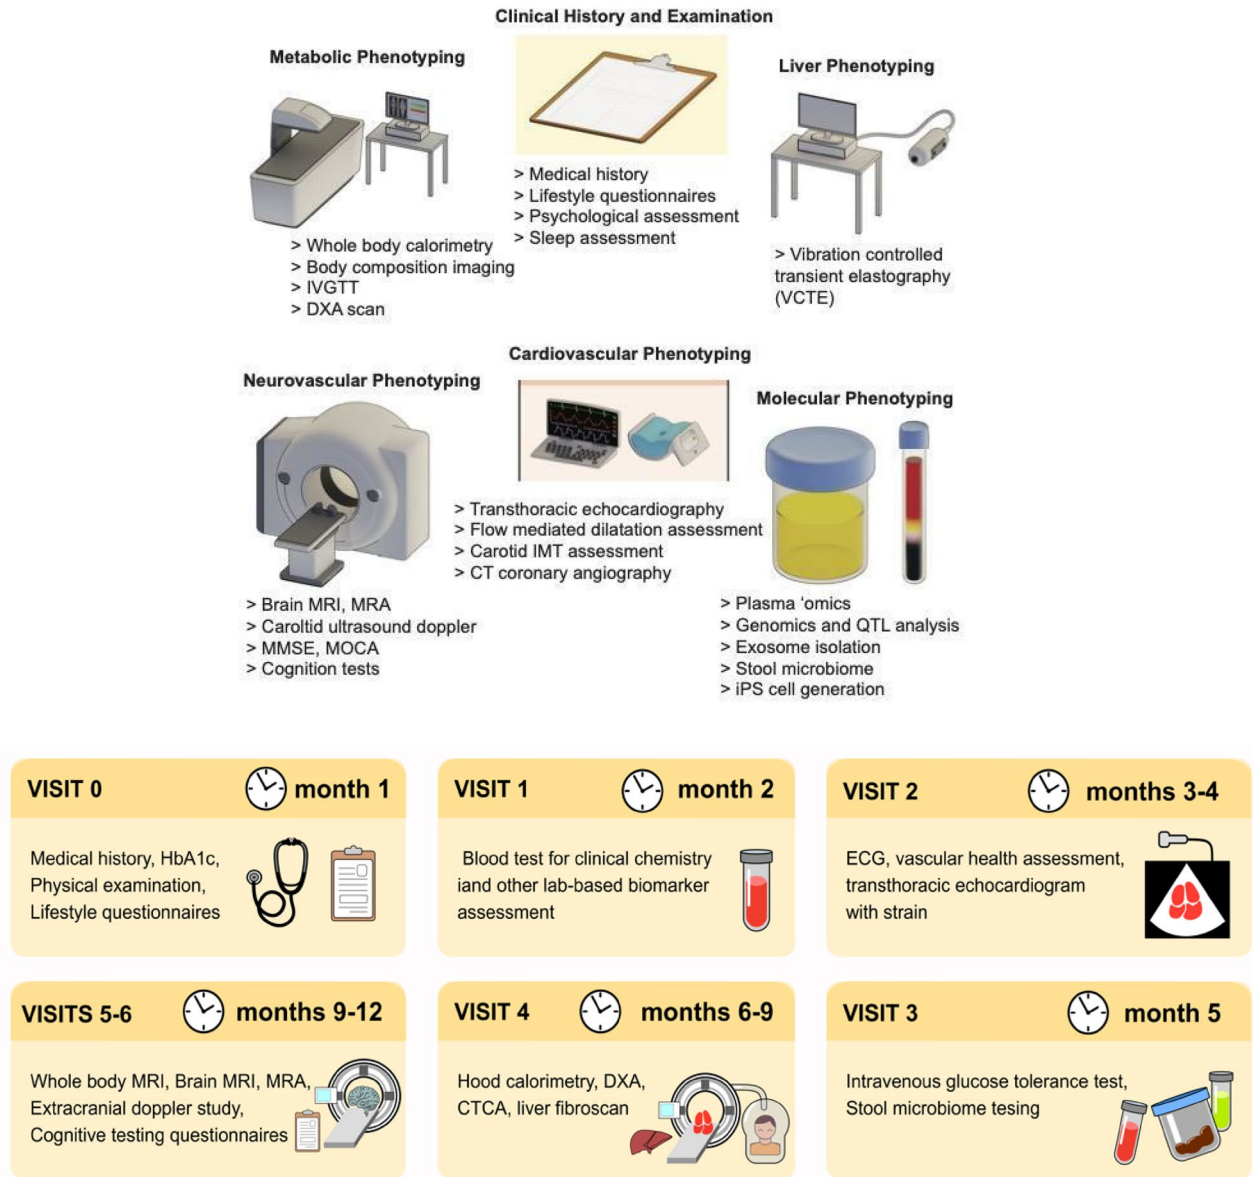 Clinical History and Examination
Metabolic Phenotyping
Liver Phenotyping
> Medical history
> Lifestyle questionnaires
> Psychological assessment
> Sleep assessment
> Whole body calorimetry
> Body composition imaging
> IVGTT
> DXA scan
> Vibration controlled
transient elastography
(VCTE)
Cardiovascular Phenotyping
Neurovascular Phenotyping
Molecular Phenotyping
> Transthoracic echocardiography
> Flow mediated dilatation assessment
> Carotid IMT assessment
> CT coronary angiography
> Brain MRI, MRA
> Caroltid ultrasound doppler
> MMSE, MOCA
> Cognition tests
> Plasma ‘omics
> Genomics and QTL analysis
> Exosome isolation
> Stool microbiome
> iPS cell generation
VISIT 0 month 1
Medical history, HbA1c,
Physical examination,
Lifestyle questionnaires
VISIT 1 month 2
Blood test for clinical chemistry
iand other lab-based biomarker
assessment
VISIT 2 months 3-4
ECG, vascular health assessment,
transthoracic echocardiogram
with strain
VISITS 5-6 months 9-12
Whole body MRI, Brain MRI, MRA,
Extracranial doppler study,
Cognitive testing questionnaires
VISIT 4 months 6-9
Hood calorimetry, DXA,
CTCA, liver fibroscan
VISIT 3 month 5
Intravenous glucose tolerance test,
Stool microbiome tesing